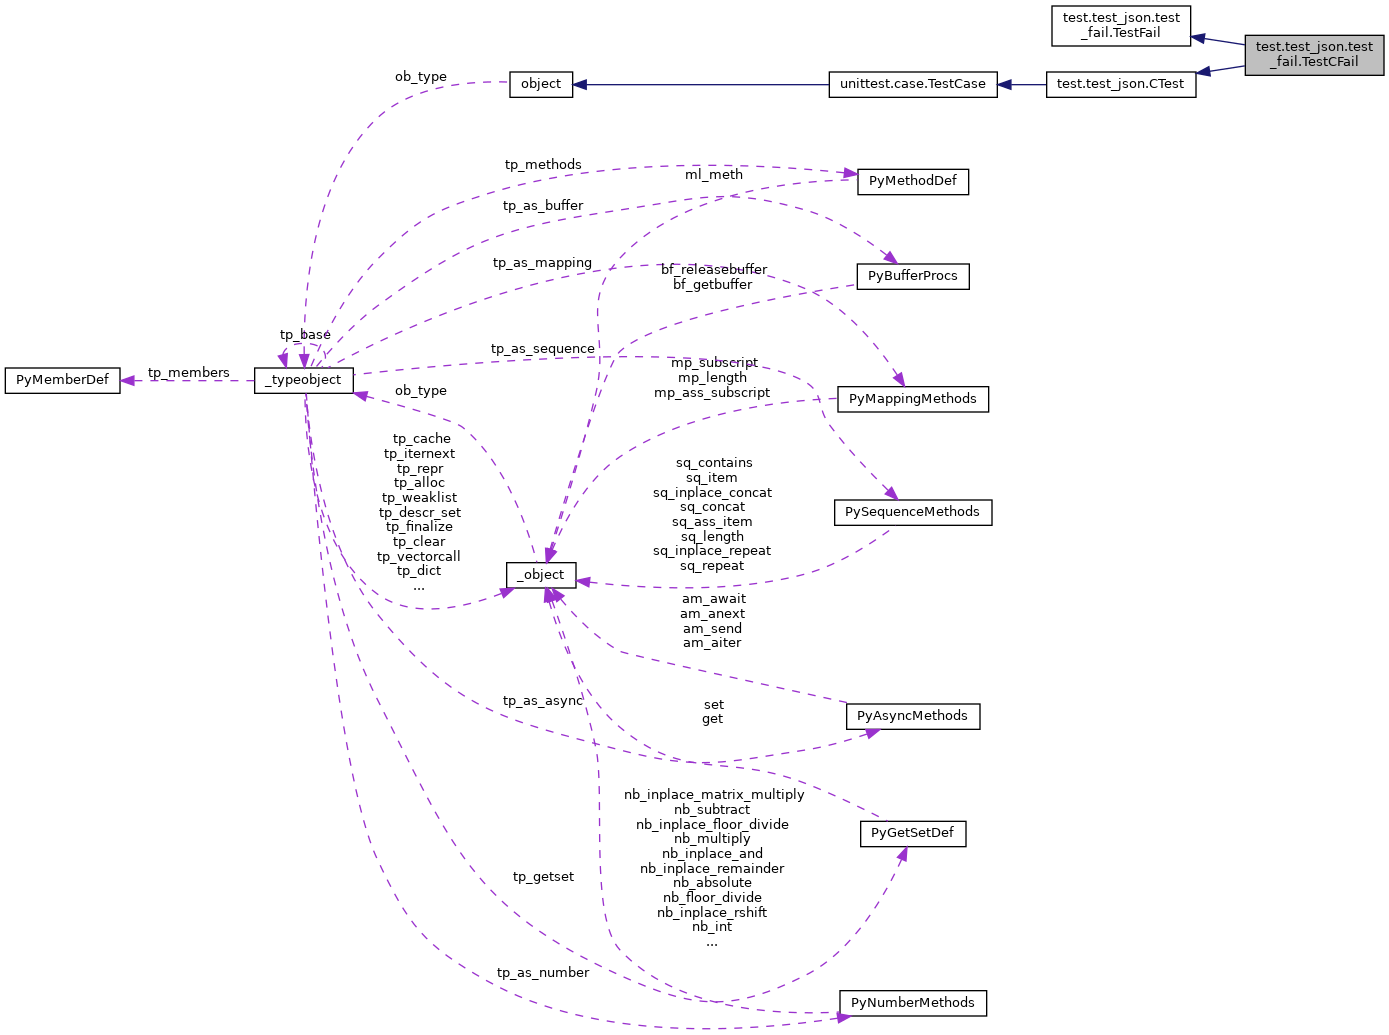 test.test_json.test
_fail.TestFail
test.test_json.test
_fail.TestCFail
ob_type
object
unittest.case.TestCase
test.test_json.CTest
tp_methods
ml_meth
PyMethodDef
tp_as_buffer
tp_as_mapping
bf_releasebuffer
bf_getbuffer
PyBufferProcs
tp_base
tp_as_sequence
mp_subscript
mp_length
mp_ass_subscript
PyMemberDef
tp_members
_typeobject
ob_type
PyMappingMethods
tp_cache
tp_iternext
tp_repr
tp_alloc
tp_weaklist
tp_descr_set
tp_finalize
tp_clear
tp_vectorcall
tp_dict
...
sq_contains
sq_item
sq_inplace_concat
sq_concat
sq_ass_item
sq_length
sq_inplace_repeat
sq_repeat
PySequenceMethods
_object
am_await
am_anext
am_send
am_aiter
tp_as_async
set
get
PyAsyncMethods
nb_inplace_matrix_multiply
nb_subtract
nb_inplace_floor_divide
nb_multiply
nb_inplace_and
nb_inplace_remainder
nb_absolute
nb_floor_divide
nb_inplace_rshift
nb_int
...
PyGetSetDef
tp_getset
tp_as_number
PyNumberMethods